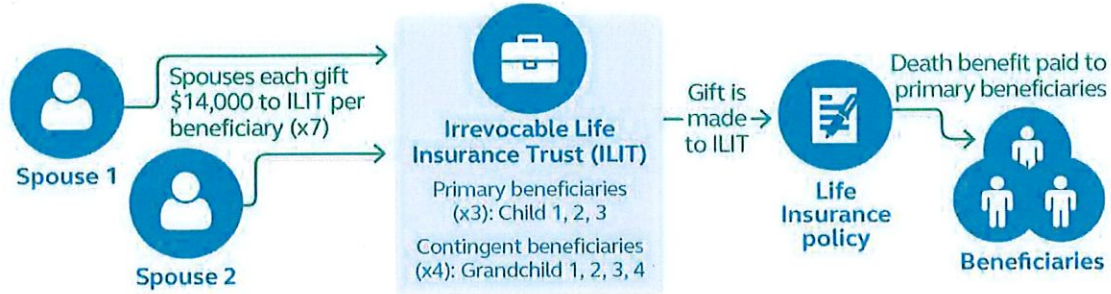 Spouse 1
Spouses each gift
$14,000 to ILIT per
beneficiary (x7)
Spouse 2
Irrevocable Life
Insurance Trust (ILIT)
Primary beneficiaries
(x3): Child 1, 2, 3
Contingent beneficiaries
(x4): Grandchild 1, 2, 3, 4
Gift is
made
to ILIT
Life
Insurance
policy
Death benefit paid to
primary beneficiaries
Beneficiaries